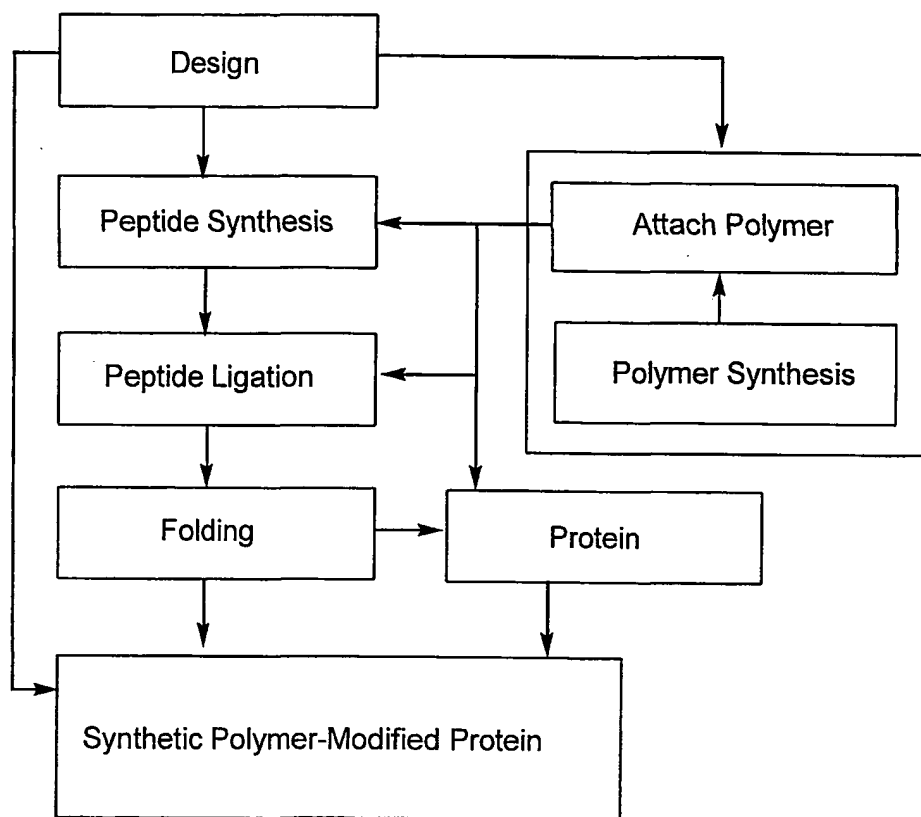 Design
Peptide Synthesis
Attach Polymer
Peptide Ligation
Polymer Synthesis
Folding
Protein
Synthetic Polymer-Modified Protein